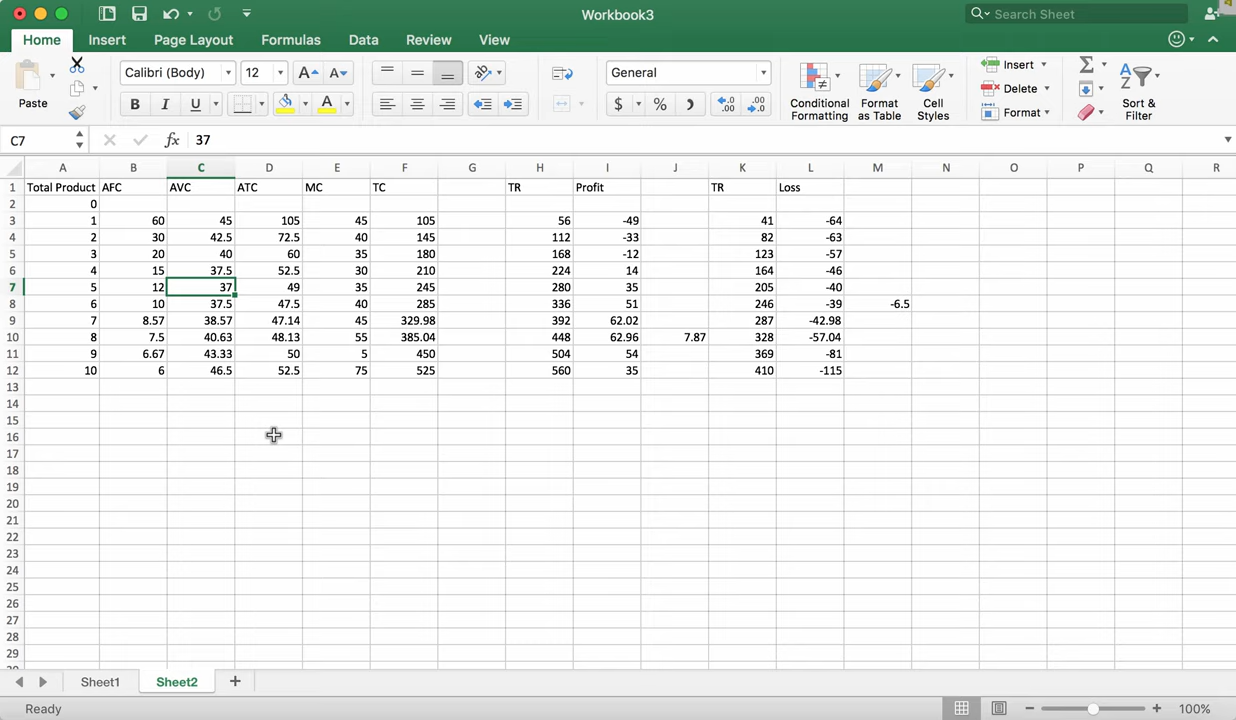 Workbook3
Search Sheet
Home Insert Page Layout Formulas Data Review View
Paste
Calibri (Body) 12 A A
B I U A
General
$ % .0 .00 .00 .0
Conditional Formatting
Format as Table
Cell Styles
Insert
Delete
Format
Sort & Filter
C7 fx 37
A B C D E F G H I J K L M N O P Q R
1 Total Product AFC AVC ATC MC TC TR Profit TR Loss
2 0
3 1 60 45 105 45 105 56 -49 41 -64
4 2 30 42.5 72.5 40 145 112 -33 82 -63
5 3 20 40 60 35 180 168 -12 123 -57
6 4 15 37.5 52.5 30 210 224 14 164 -46
7 5 12 37 49 35 245 280 35 205 -40
8 6 10 37.5 47.5 40 285 336 51 246 -39 -6.5
9 7 8.57 38.57 47.14 45 329.98 392 62.02 287 -42.98
10 8 7.5 40.63 48.13 55 385.04 448 62.96 7.87 328 -57.04
11 9 6.67 43.33 50 5 450 504 54 369 -81
12 10 6 46.5 52.5 75 525 560 35 410 -115
13
14
15
16
17
18
19
20
21
22
23
24
25
26
27
28
29
Sheet1 Sheet2 +
Ready 100%